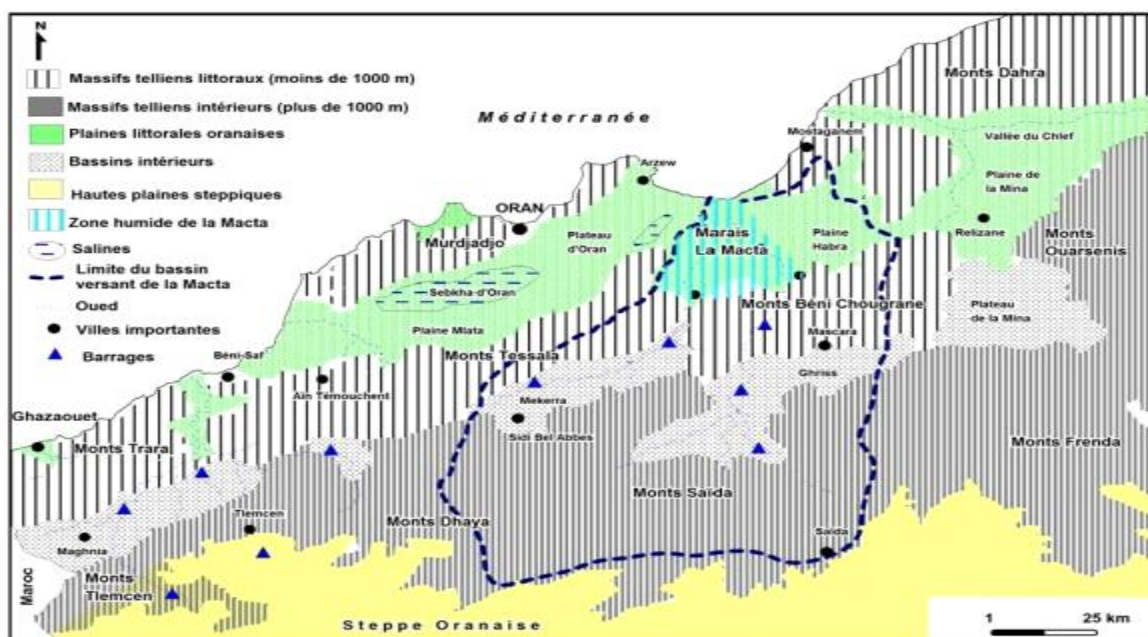 N
Massifs telliens littoraux (moins de 1000 m)
Massifs telliens intérieurs (plus de 1000 m)
Plaines littorales oranaises
Bassins intérieurs
Hautes plaines steppiques
Zone humide de la Macta
Salines
Limite du bassin
versant de la Macta
Oued
Villes importantes
Barrages
Méditerranée
Monts Dahra
Mostaganem
Vallée du Chlef
Arzew
Plaine de
la Mina
ORAN
Murdjadjo
Plateau
d'Oran
Marais
La Macta
Plaine
Habra
Relizane
Monts
Ouarsenis
Sebkha d'Oran
Monts Béni Chougrane
Plateau
de la Mina
Plaine Mlata
Mascara
Béni-Saf
Monts Tessala
Ghriss
Aïn Témouchent
Mekerra
Ghazaouet
Sidi Bel Abbes
Monts Trara
Monts Frenda
Monts Saïda
Tlemcen
Monts Dhaya
Saïda
Maghnia
Monts
Tlemcen
Maroc
Steppe Oranaise
1 25 km